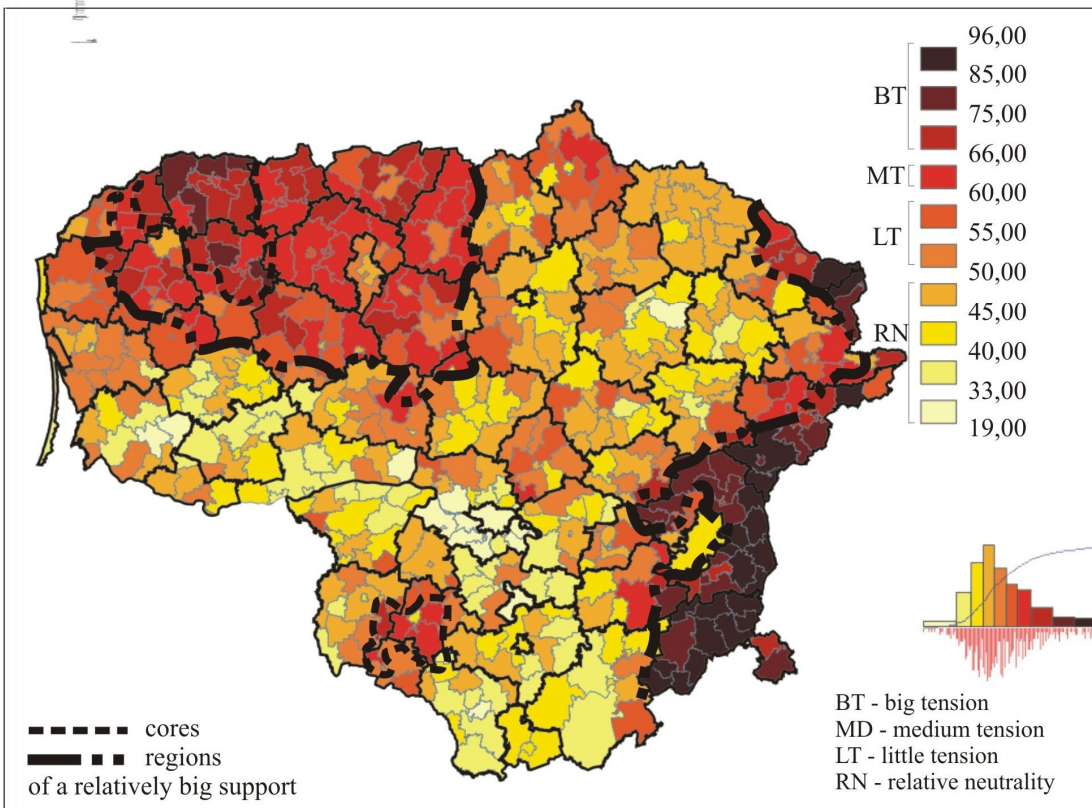 96,00
85,00
BT
75,00
66,00
MT
60,00
55,00
LT
50,00
45,00
RN
40,00
33,00
19,00
BT - big tension
MD - medium tension
LT - little tension
RN - relative neutrality
cores
regions
of a relatively big support